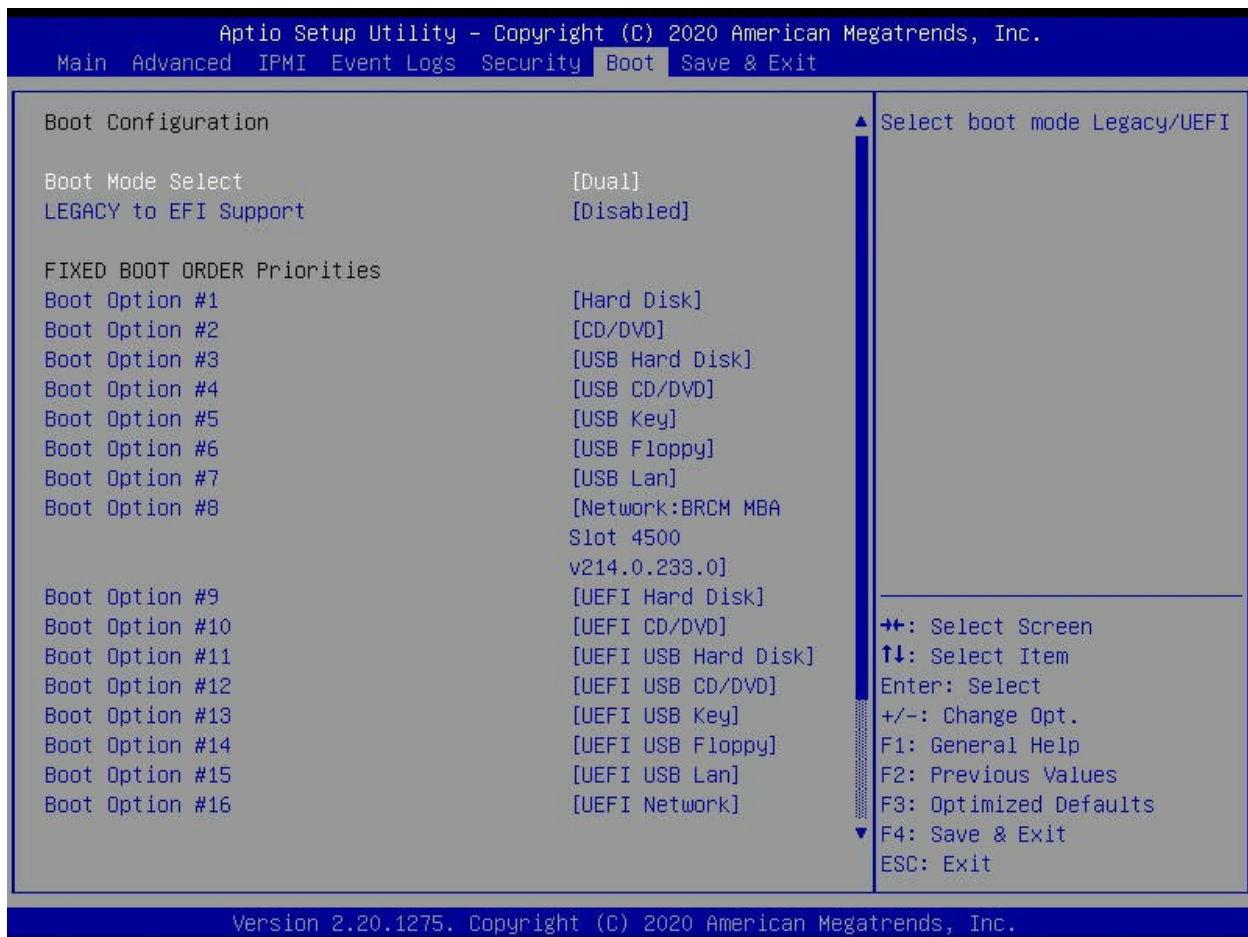 Aptio Setup Utility – Copyright (C) 2020 American Megatrends, Inc.
Main Advanced IPMI Event Logs Security Boot Save & Exit
Boot Configuration
Boot Mode Select [Dual]
LEGACY to EFI Support [Disabled]
FIXED BOOT ORDER Priorities
Boot Option #1 [Hard Disk]
Boot Option #2 [CD/DVD]
Boot Option #3 [USB Hard Disk]
Boot Option #4 [USB CD/DVD]
Boot Option #5 [USB Key]
Boot Option #6 [USB Floppy]
Boot Option #7 [USB Lan]
Boot Option #8 [Network:BRCM MBA
Slot 4500
v214.0.233.0]
Boot Option #9 [UEFI Hard Disk]
Boot Option #10 [UEFI CD/DVD]
Boot Option #11 [UEFI USB Hard Disk]
Boot Option #12 [UEFI USB CD/DVD]
Boot Option #13 [UEFI USB Key]
Boot Option #14 [UEFI USB Floppy]
Boot Option #15 [UEFI USB Lan]
Boot Option #16 [UEFI Network]
Select boot mode Legacy/UEFI
→←: Select Screen
↑↓: Select Item
Enter: Select
+/-: Change Opt.
F1: General Help
F2: Previous Values
F3: Optimized Defaults
F4: Save & Exit
ESC: Exit
Version 2.20.1275. Copyright (C) 2020 American Megatrends, Inc.